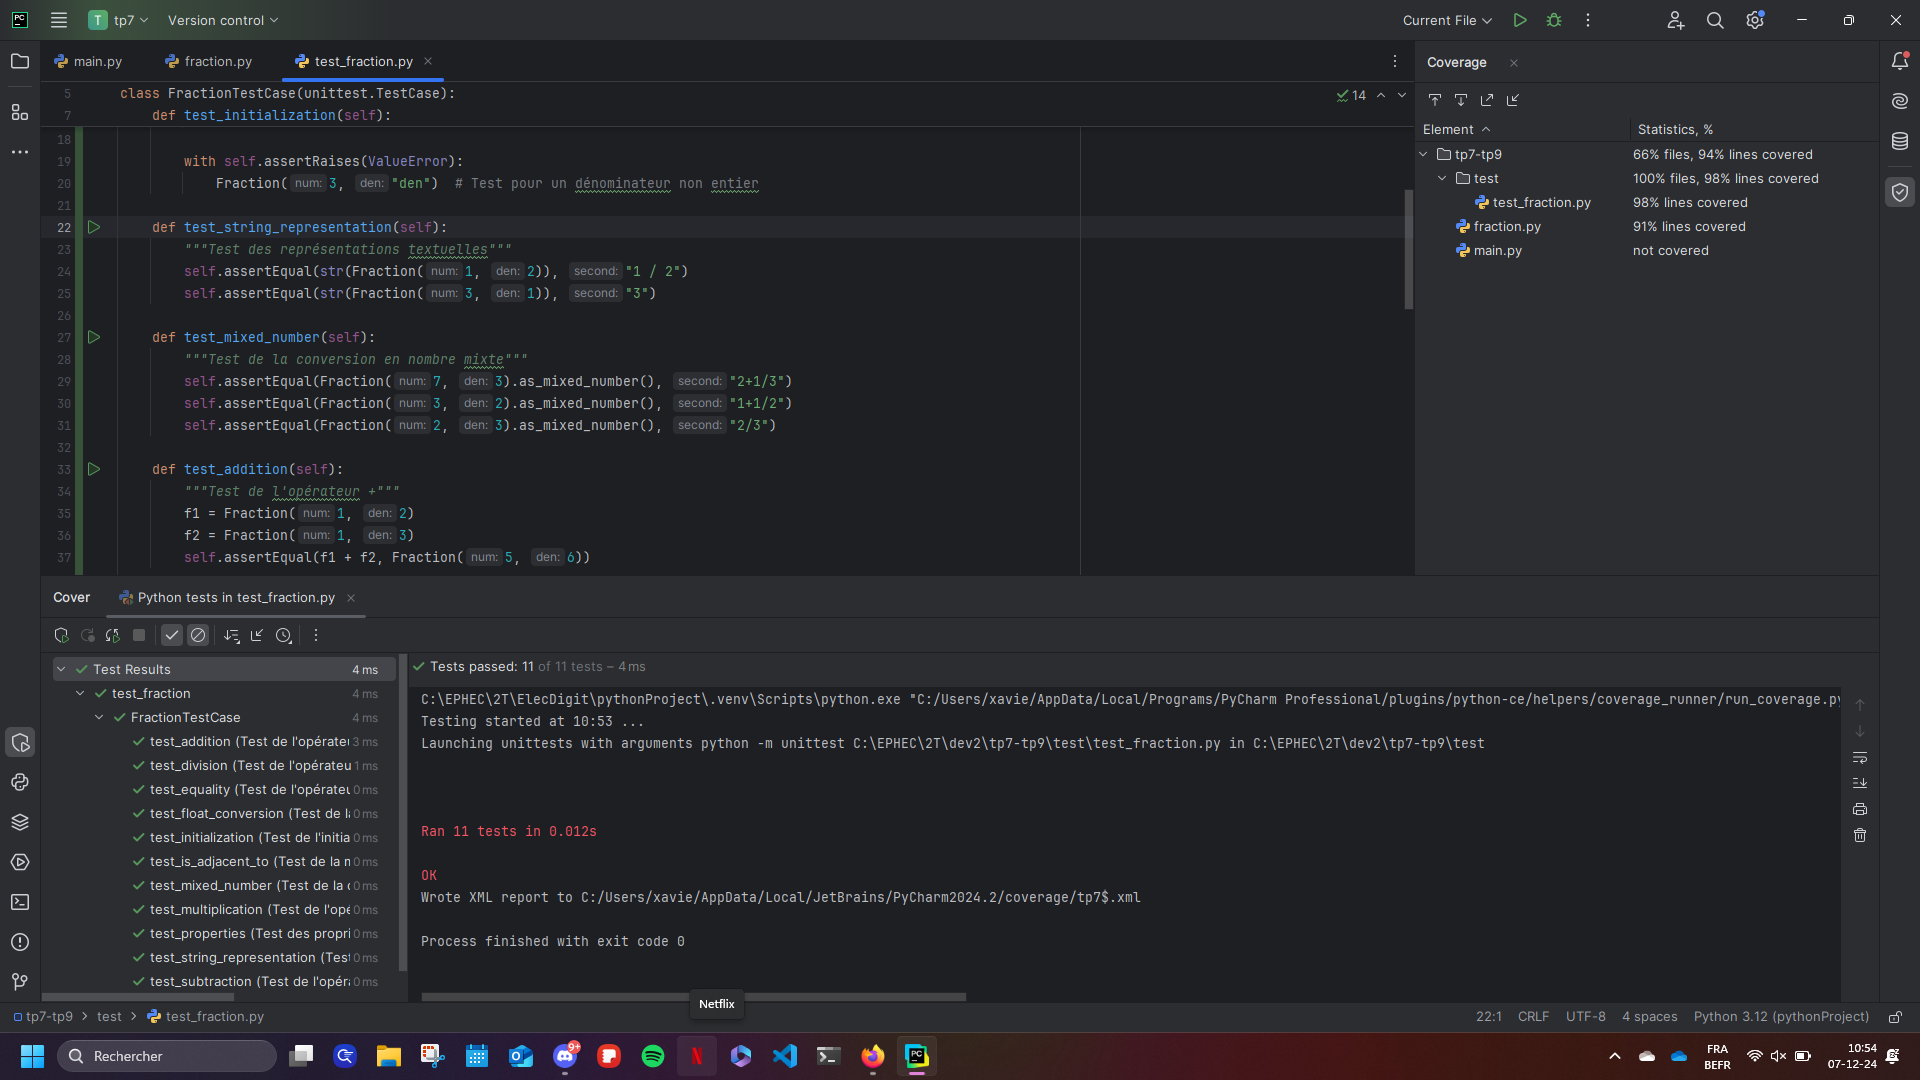 tp7
Version control
Current File
main.py
fraction.py
test_fraction.py
Coverage
5 class FractionTestCase(unittest.TestCase):
14
7 def test_initialization(self):
18
19 with self.assertRaises(ValueError):
20 Fraction( num: 3, den: "den") # Test pour un dénominateur non entier
21
22 def test_string_representation(self):
23 """Test des représentations textuelles"""
24 self.assertEqual(str(Fraction( num: 1, den: 2)), second: "1 / 2")
25 self.assertEqual(str(Fraction( num: 3, den: 1)), second: "3")
26
27 def test_mixed_number(self):
28 """Test de la conversion en nombre mixte"""
29 self.assertEqual(Fraction( num: 7, den: 3).as_mixed_number(), second: "2+1/3")
30 self.assertEqual(Fraction( num: 3, den: 2).as_mixed_number(), second: "1+1/2")
31 self.assertEqual(Fraction( num: 2, den: 3).as_mixed_number(), second: "2/3")
32
33 def test_addition(self):
34 """Test de l'opérateur +"""
35 f1 = Fraction( num: 1, den: 2)
36 f2 = Fraction( num: 1, den: 3)
37 self.assertEqual(f1 + f2, Fraction( num: 5, den: 6))
Element Statistics, %
tp7-tp9 66% files, 94% lines covered
test 100% files, 98% lines covered
test_fraction.py 98% lines covered
fraction.py 91% lines covered
main.py not covered
Cover
Python tests in test_fraction.py
Test Results 4 ms
test_fraction 4 ms
FractionTestCase 4 ms
test_addition (Test de l'opérateu 3 ms
test_division (Test de l'opérateu 1 ms
test_equality (Test de l'opérateu 0 ms
test_float_conversion (Test de la 0 ms
test_initialization (Test de l'initia 0 ms
test_is_adjacent_to (Test de la m 0 ms
test_mixed_number (Test de la c 0 ms
test_multiplication (Test de l'opé 0 ms
test_properties (Test des propri 0 ms
test_string_representation (Test 0 ms
test_subtraction (Test de l'opéra 0 ms
Tests passed: 11 of 11 tests – 4 ms
C:\EPHEC\2T\ElecDigit\pythonProject\.venv\Scripts\python.exe "C:/Users/xavie/AppData/Local/Programs/PyCharm Professional/plugins/python-ce/helpers/coverage_runner/run_coverage.py
Testing started at 10:53 ...
Launching unittests with arguments python -m unittest C:\EPHEC\2T\dev2\tp7-tp9\test\test_fraction.py in C:\EPHEC\2T\dev2\tp7-tp9\test
Ran 11 tests in 0.012s
OK
Wrote XML report to C:/Users/xavie/AppData/Local/JetBrains/PyCharm2024.2/coverage/tp7$.xml
Process finished with exit code 0
Netflix
tp7-tp9 > test > test_fraction.py
22:1 CRLF UTF-8 4 spaces Python 3.12 (pythonProject)
Rechercher
9+
FRA
BEFR
10:54
07-12-24